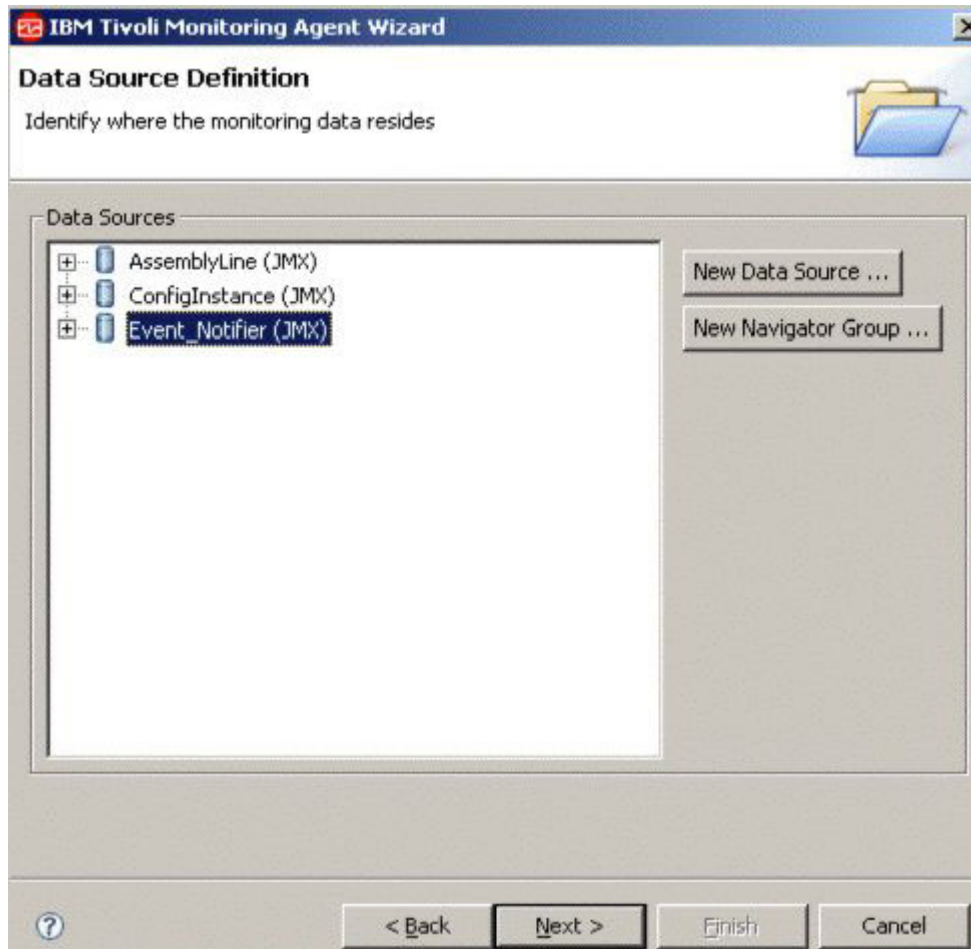 IBM Tivoli Monitoring Agent Wizard
Data Source Definition
Identify where the monitoring data resides
Data Sources
AssemblyLine (JMX)
ConfigInstance (JMX)
Event_Notifier (JMX)
New Data Source ...
New Navigator Group ...
< Back
Next >
Finish
Cancel